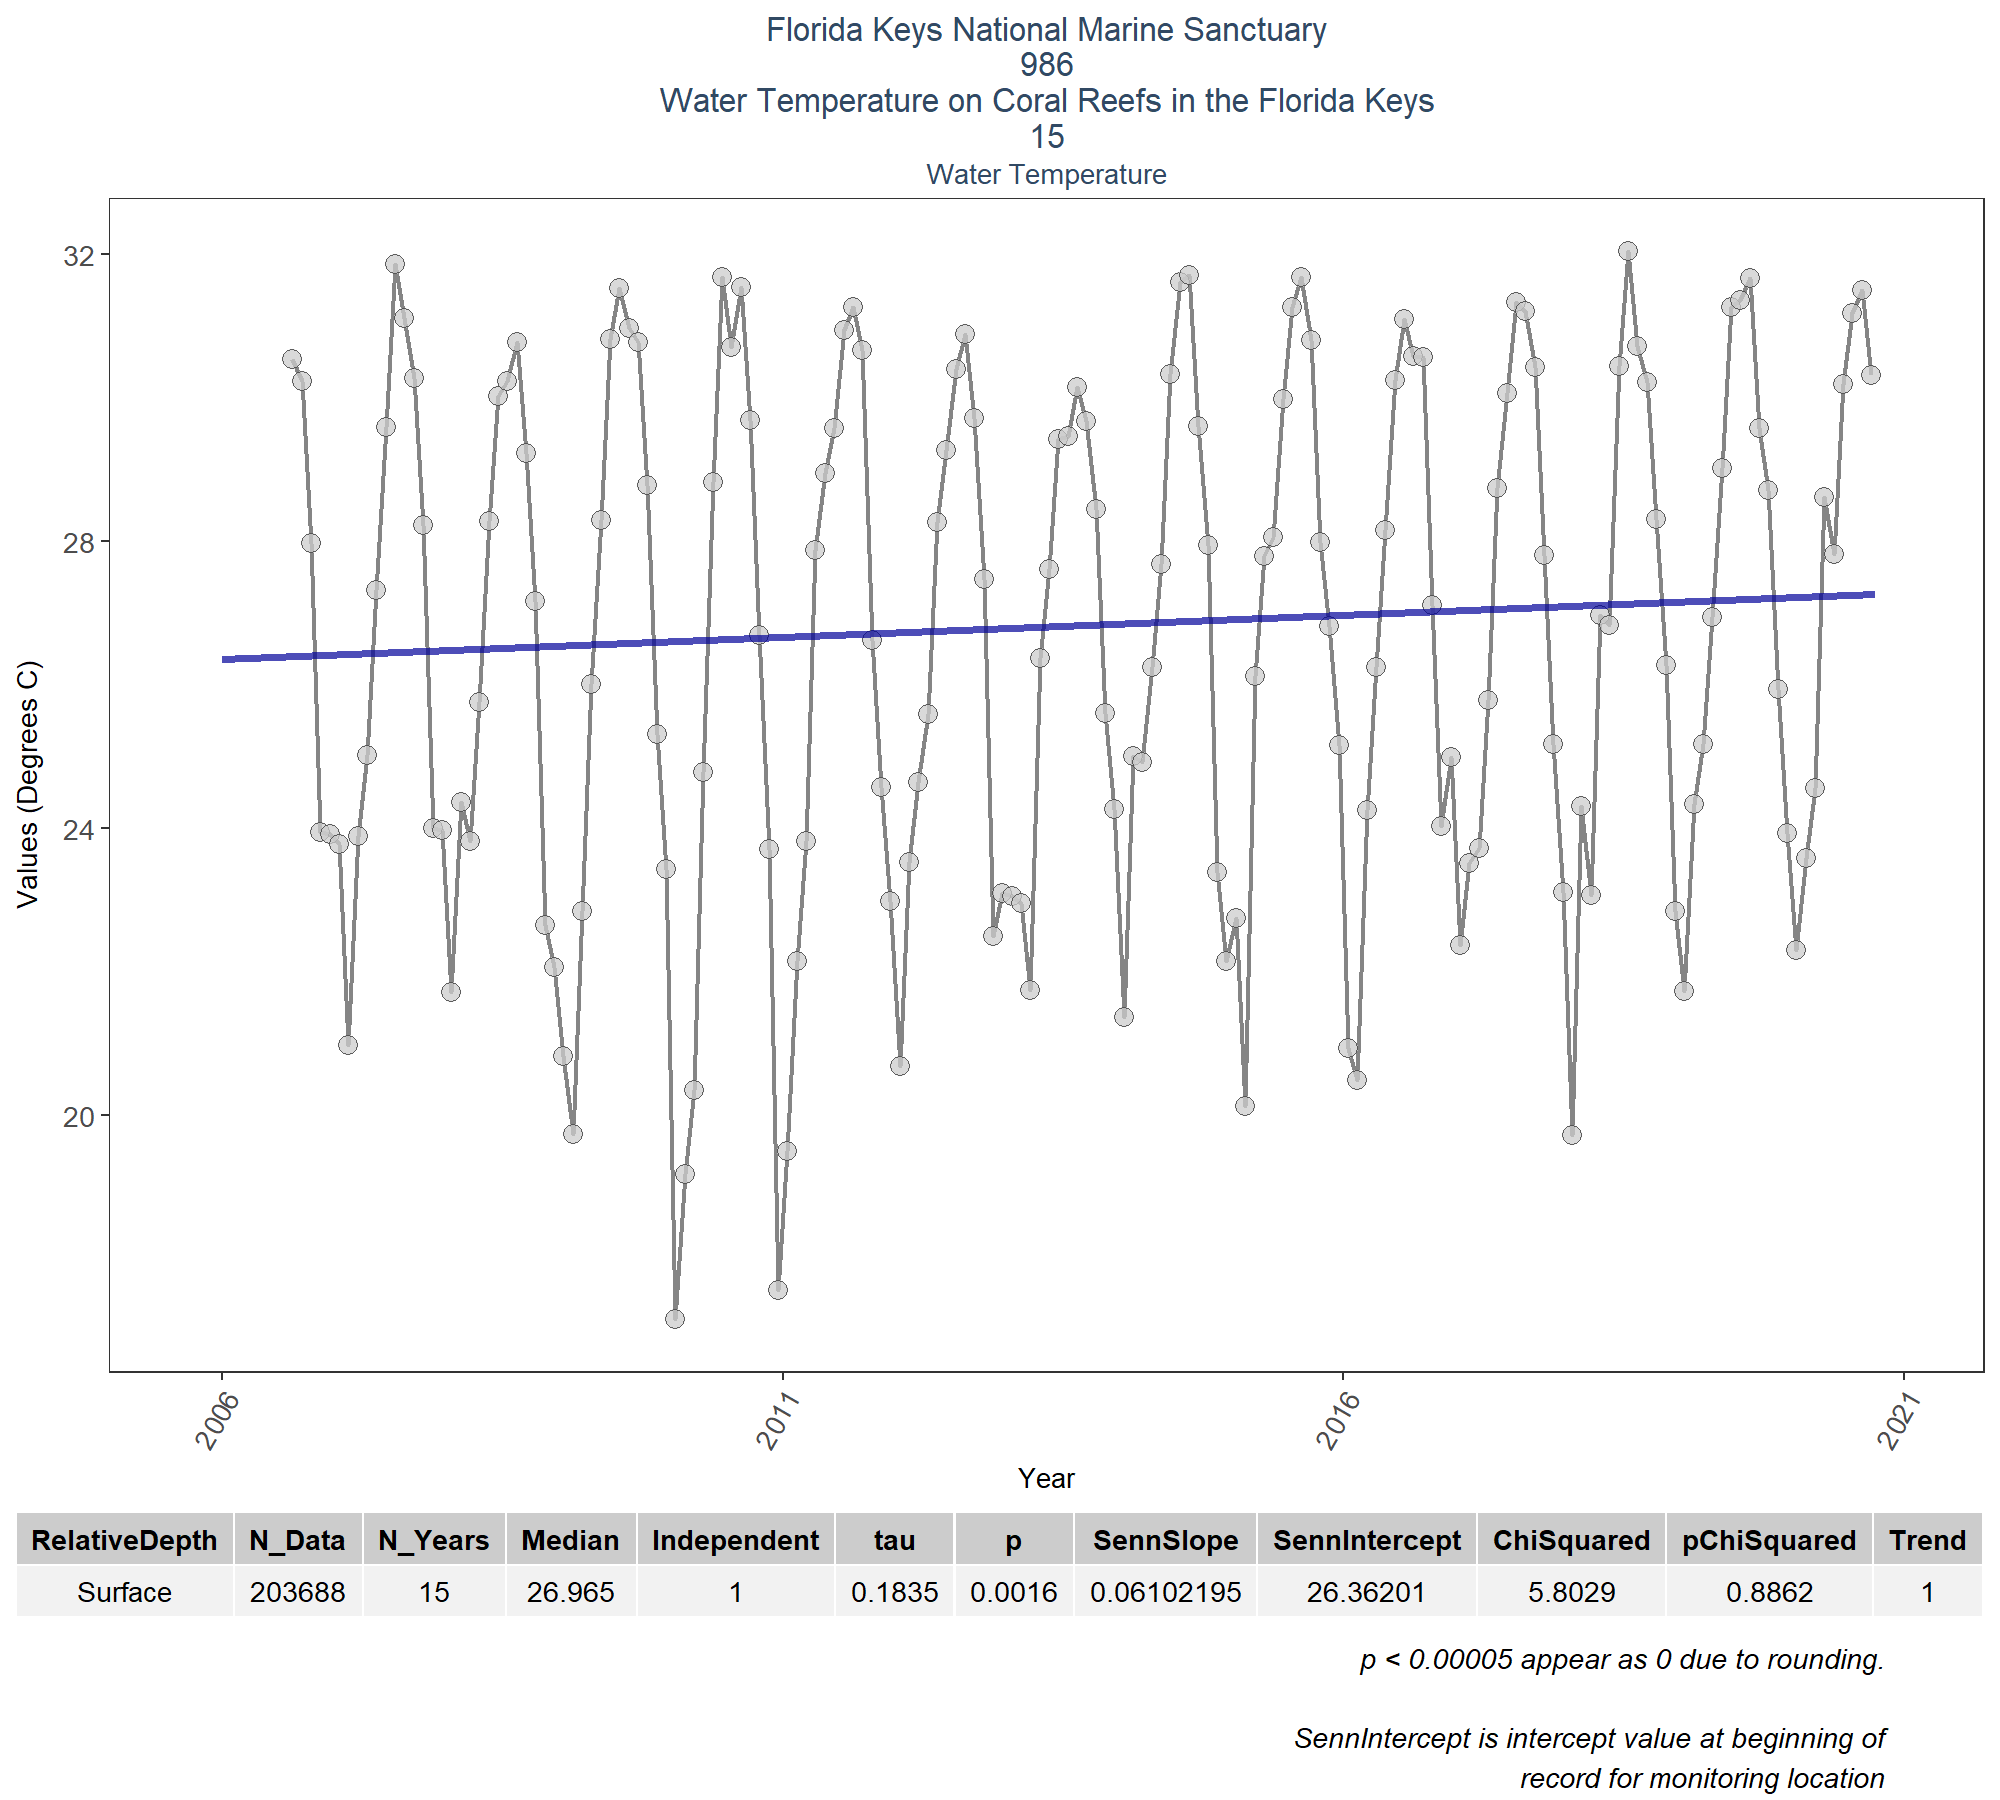 Florida Keys National Marine Sanctuary
986
Water Temperature on Coral Reefs in the Florida Keys
15
Water Temperature
32
28
24
20
Values (Degrees C)
2006
2011
2016
2021
Year
RelativeDepth N_Data N_Years Median Independent tau p SennSlope SennIntercept ChiSquared pChiSquared Trend
Surface 203688 15 26.965 1 0.1835 0.0016 0.06102195 26.36201 5.8029 0.8862 1
p < 0.00005 appear as 0 due to rounding.
SennIntercept is intercept value at beginning of
record for monitoring location